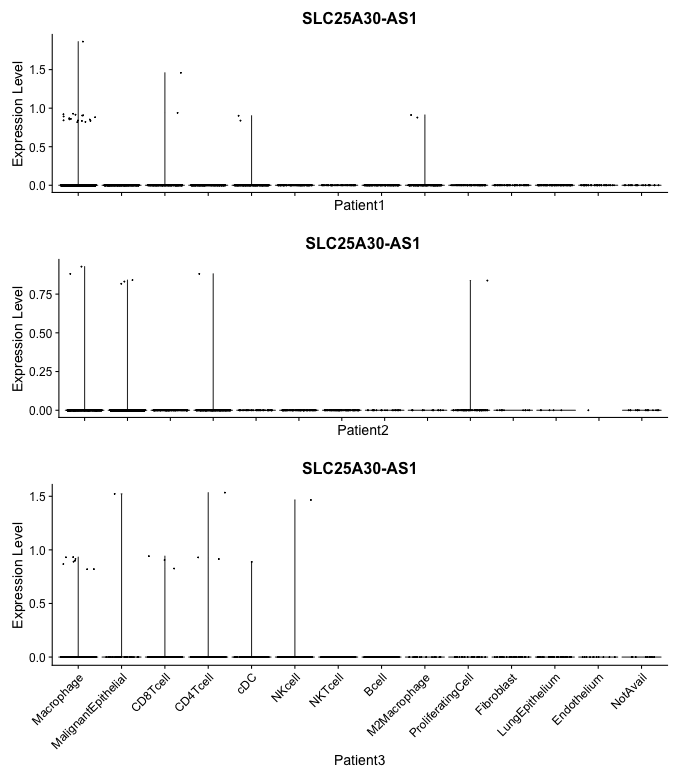 SLC25A30-AS1
Expression Level
1.5
1.0
0.5
0.0
Patient1
SLC25A30-AS1
Expression Level
0.75
0.50
0.25
0.00
Patient2
SLC25A30-AS1
Expression Level
1.5
1.0
0.5
0.0
Macrophage
MalignantEpithelial
CD8Tcell
CD4Tcell
cDC
NKcell
NKTcell
Bcell
M2Macrophage
ProliferatingCell
Fibroblast
LungEpithelium
Endothelium
NotAvail
Patient3